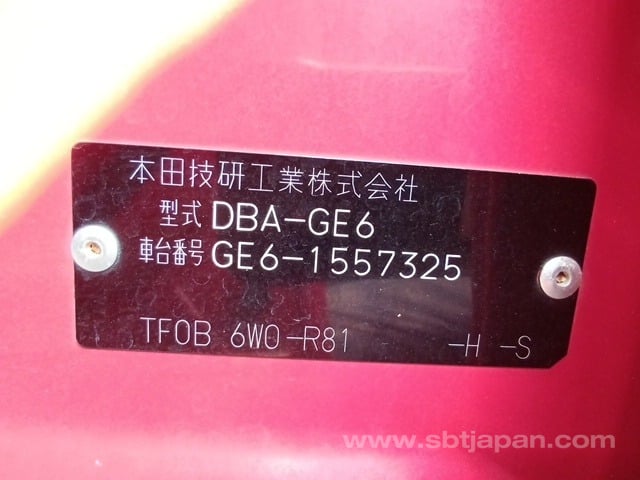 本田技研工業株式会社
型式 DBA-GE6
車台番号 GE6-1557325
TF0B 6W0-R81 -H -S
www.sbtjapan.com